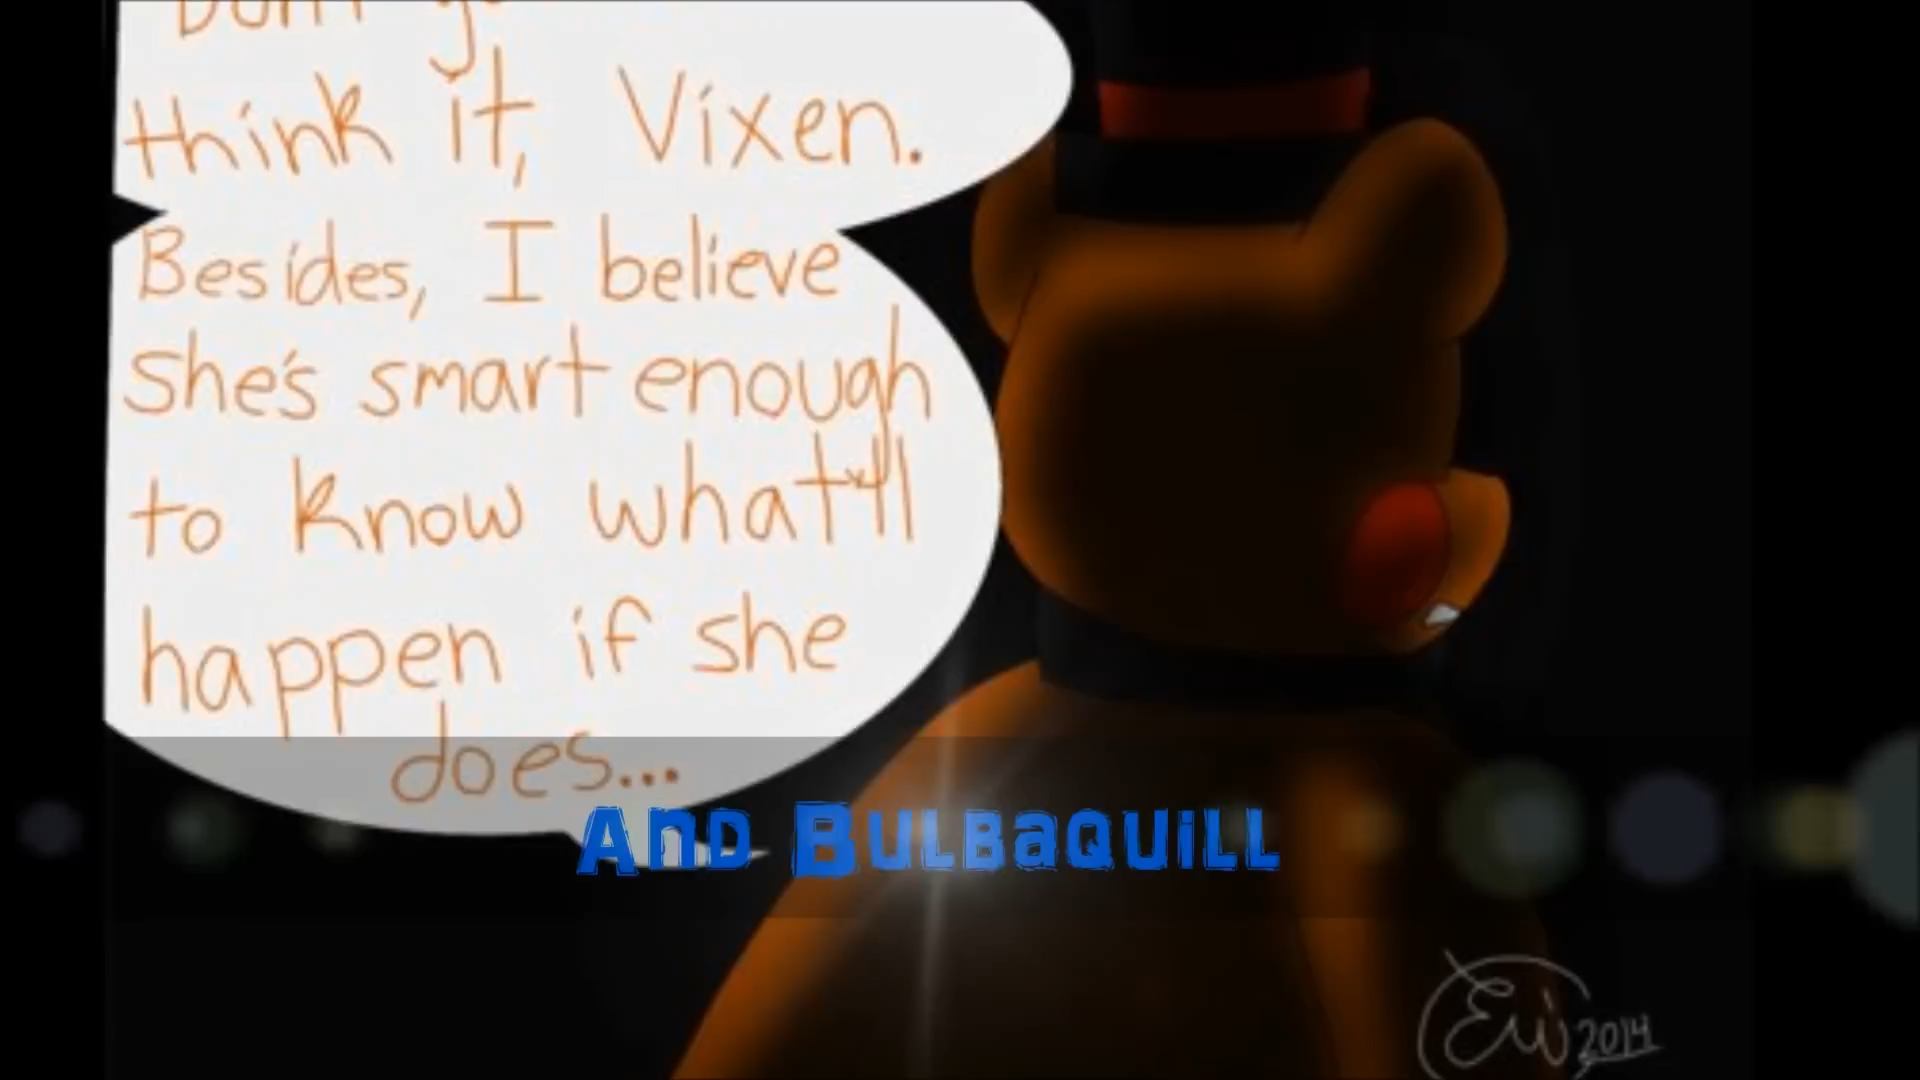 Don't
think it, Vixen.
Besides, I believe
she's smart enough
to know what'll
happen if she
does...
And Bulbaquill
2014